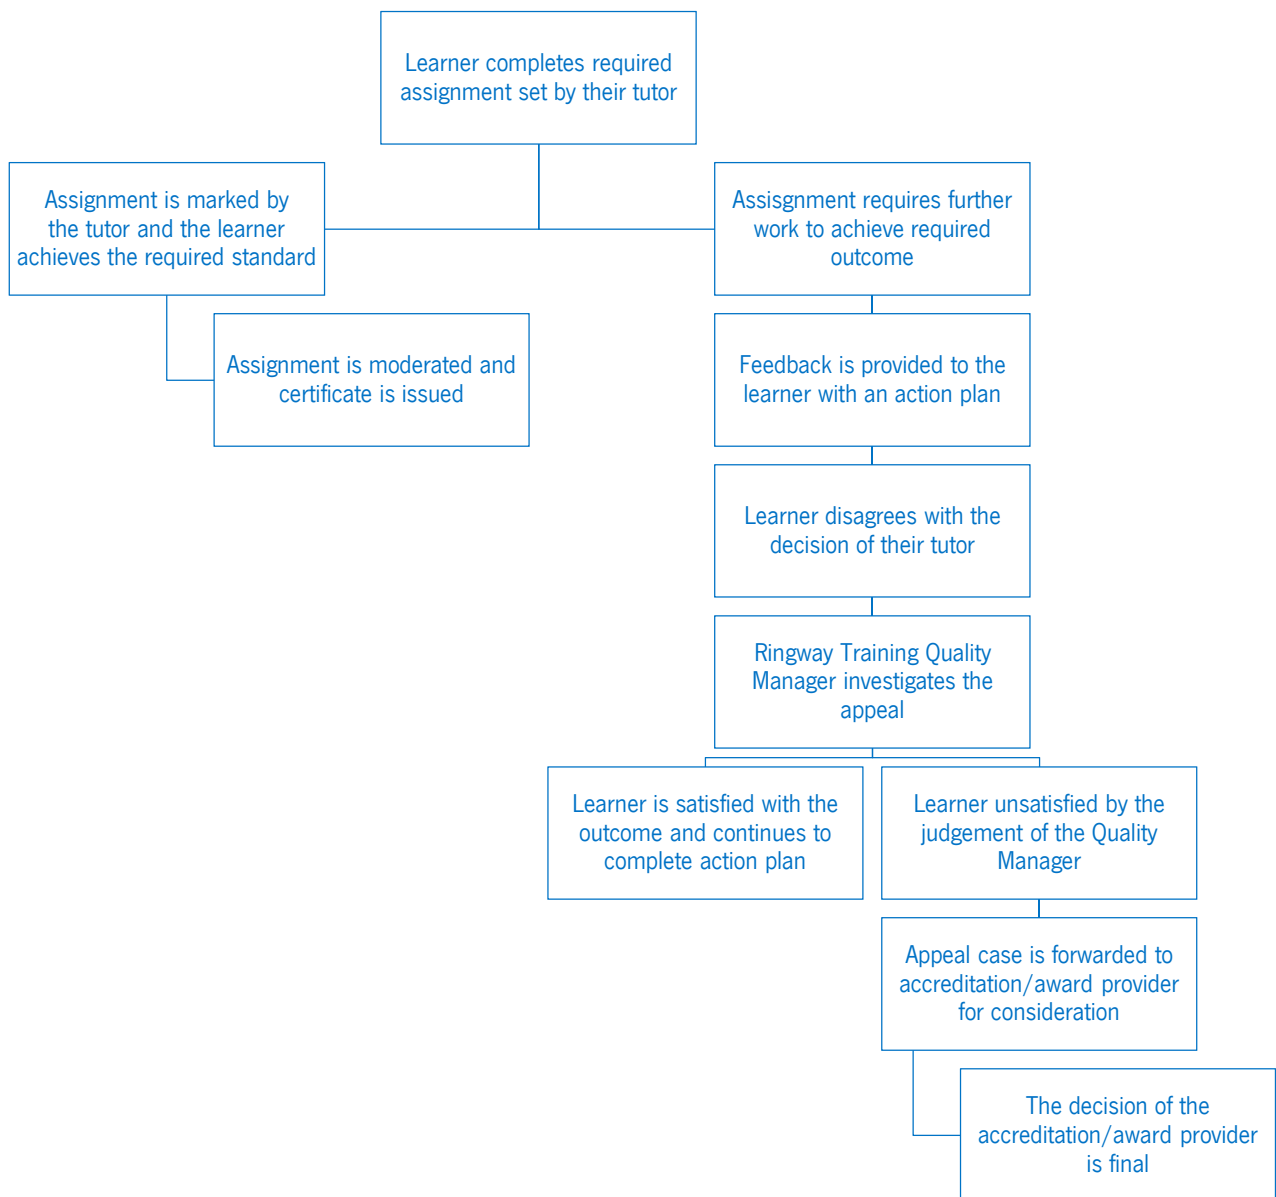 Learner completes required
assignment set by their tutor
Assignment is marked by
the tutor and the learner
achieves the required standard
Assisgnment requires further
work to achieve required
outcome
Assignment is moderated and
certificate is issued
Feedback is provided to the
learner with an action plan
Learner disagrees with the
decision of their tutor
Ringway Training Quality
Manager investigates the
appeal
Learner is satisfied with the
outcome and continues to
complete action plan
Learner unsatisfied by the
judgement of the Quality
Manager
Appeal case is forwarded to
accreditation/award provider
for consideration
The decision of the
accreditation/award provider
is final